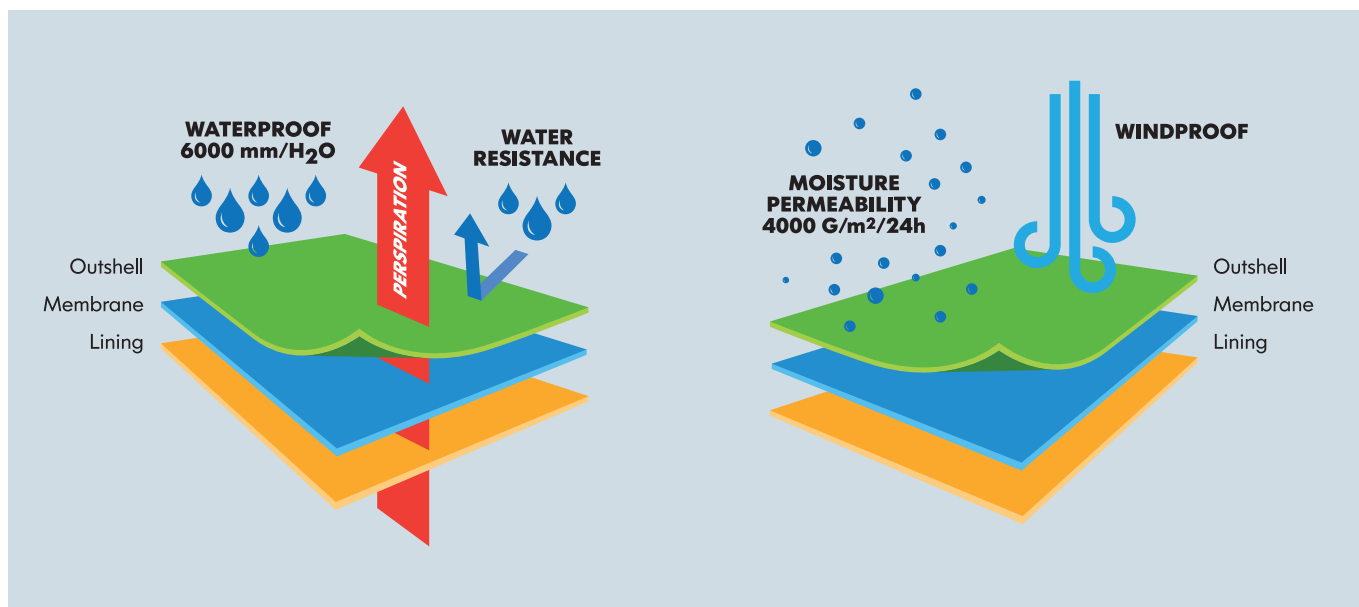 WATERPROOF
6000 mm/H₂O
PERSPIRATION
WATER
RESISTANCE
Outshell
Membrane
Lining
MOISTURE
PERMEABILITY
4000 G/m²/24h
WINDPROOF
Outshell
Membrane
Lining